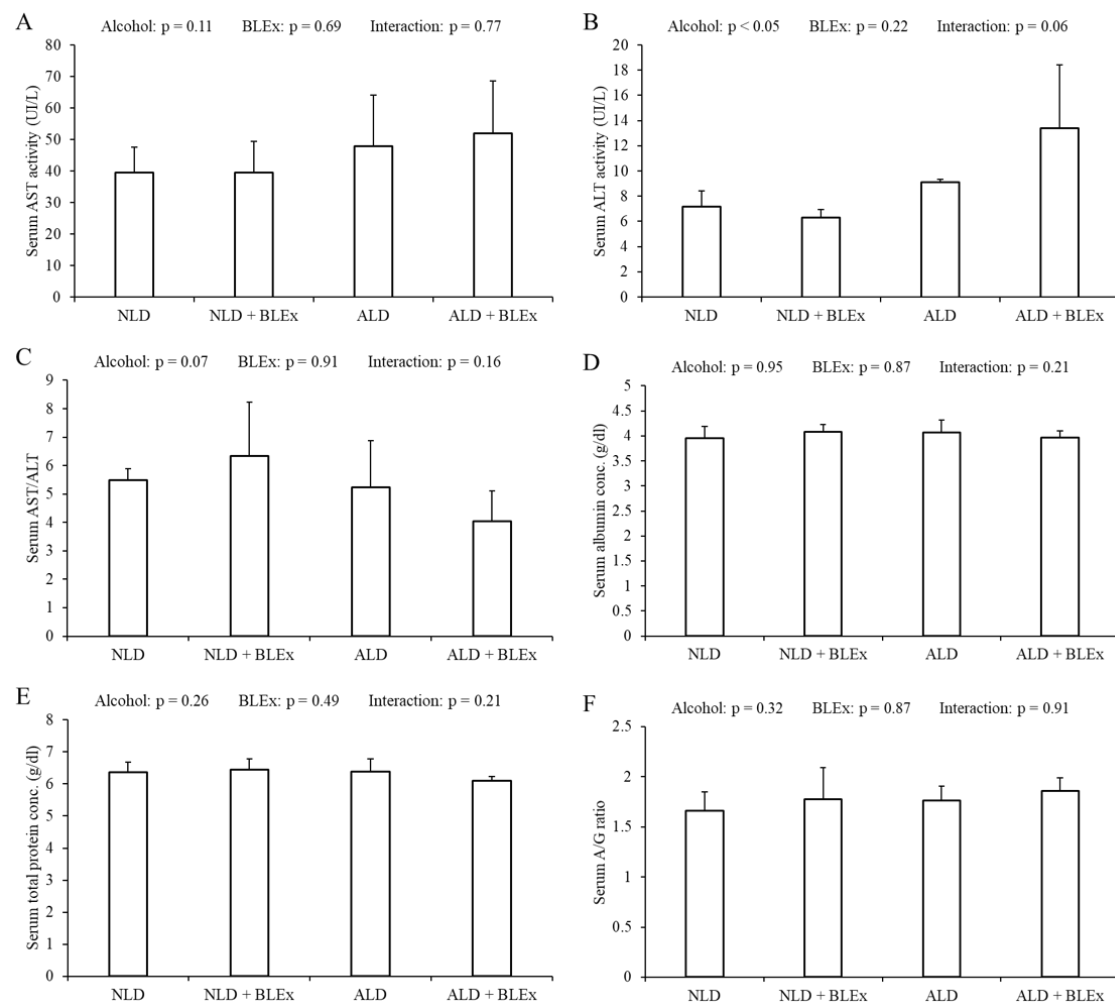 A
Alcohol: p = 0.11 BLEx: p = 0.69 Interaction: p = 0.77
80
70
60
50
40
30
20
10
0
Serum AST activity (UI/L)
NLD NLD + BLEx ALD ALD + BLEx
B
Alcohol: p < 0.05 BLEx: p = 0.22 Interaction: p = 0.06
20
18
16
14
12
10
8
6
4
2
0
Serum ALT activity (UI/L)
NLD NLD + BLEx ALD ALD + BLEx
C
Alcohol: p = 0.07 BLEx: p = 0.91 Interaction: p = 0.16
9
8
7
6
5
4
3
2
1
0
Serum AST/ALT
NLD NLD + BLEx ALD ALD + BLEx
D
Alcohol: p = 0.95 BLEx: p = 0.87 Interaction: p = 0.21
5
4.5
4
3.5
3
2.5
2
1.5
1
0.5
0
Serum albumin conc. (g/dl)
NLD NLD + BLEx ALD ALD + BLEx
E
Alcohol: p = 0.26 BLEx: p = 0.49 Interaction: p = 0.21
8
7
6
5
4
3
2
1
0
Serum total protein conc. (g/dl)
NLD NLD + BLEx ALD ALD + BLEx
F
Alcohol: p = 0.32 BLEx: p = 0.87 Interaction: p = 0.91
2.5
2
1.5
1
0.5
0
Serum A/G ratio
NLD NLD + BLEx ALD ALD + BLEx